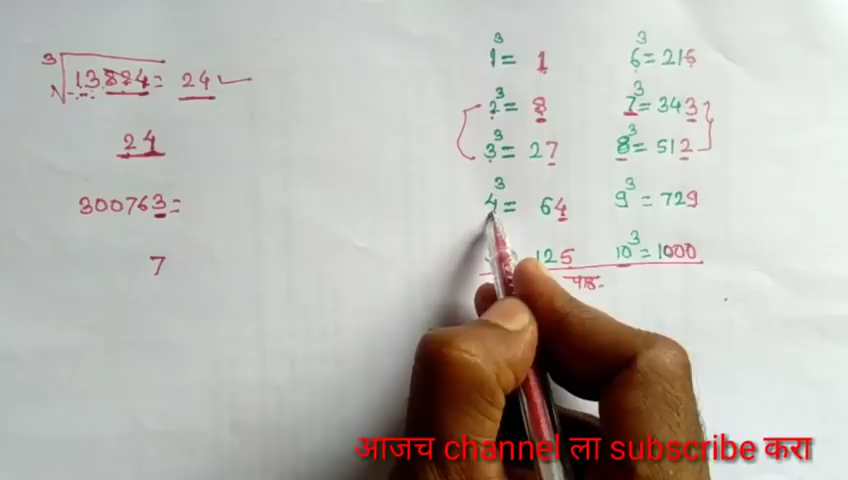 ³√13824 = 24
24
300763 =
7
1³ = 1
2³ = 8
3³ = 27
4³ = 64
125
6³ = 216
7³ = 343
8³ = 512
9³ = 729
10³ = 1000
पाठ
आजच channel ला subscribe करा